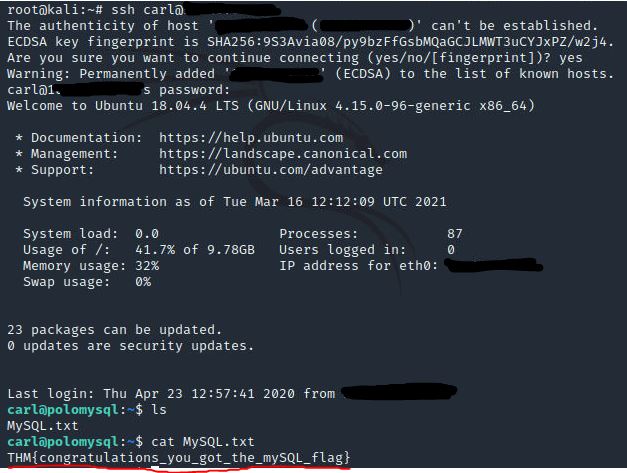 root@kali:~# ssh carl@
The authenticity of host ' ( )' can't be established.
ECDSA key fingerprint is SHA256:9S3Avia08/py9bzFfGsbMQaGCJLMWT3uCYJxPZ/w2j4.
Are you sure you want to continue connecting (yes/no/[fingerprint])? yes
Warning: Permanently added ' ' (ECDSA) to the list of known hosts.
carl@1 s password:
Welcome to Ubuntu 18.04.4 LTS (GNU/Linux 4.15.0-96-generic x86_64)
* Documentation: https://help.ubuntu.com
* Management: https://landscape.canonical.com
* Support: https://ubuntu.com/advantage
System information as of Tue Mar 16 12:12:09 UTC 2021
System load: 0.0 Processes: 87
Usage of /: 41.7% of 9.78GB Users logged in: 0
Memory usage: 32% IP address for eth0:
Swap usage: 0%
23 packages can be updated.
0 updates are security updates.
Last login: Thu Apr 23 12:57:41 2020 from
carl@polomysql:~$ ls
MySQL.txt
carl@polomysql:~$ cat MySQL.txt
THM{congratulations_you_got_the_mySQL_flag}